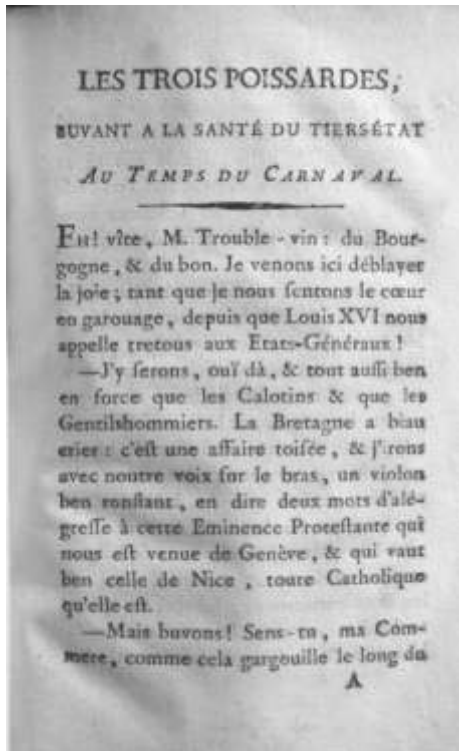 LES TROIS POISSARDES,
BUVANT A LA SANTÉ DU TIERSÉTAT
AU TEMPS DU CARNAVAL.
EH! vîte, M. Trouble-vin: du Bour-
gogne, & du bon. Je venons ici déblayer
la joie; tant que je nous sentons le cœur
en garouage, depuis que Louis XVI nous
appelle tretous aux Etats-Généraux!
—J'y serons, ouï dà, & tout aussi ben
en force que les Calotins & que les
Gentilshommiers. La Bretagne a biau
crier: c'est une affaire toisée, & j'irons
avec noutre voix sur le bras, un violon
ben ronflant, en dire deux mots d'alé-
gresse à cette Eminence Protestante qui
nous est venue de Genève, & qui vaut
ben celle de Nice, toute Catholique
qu'elle est.
—Mais buvons! Sens-tu, ma Com-
mere, comme cela gargouille le long du
A